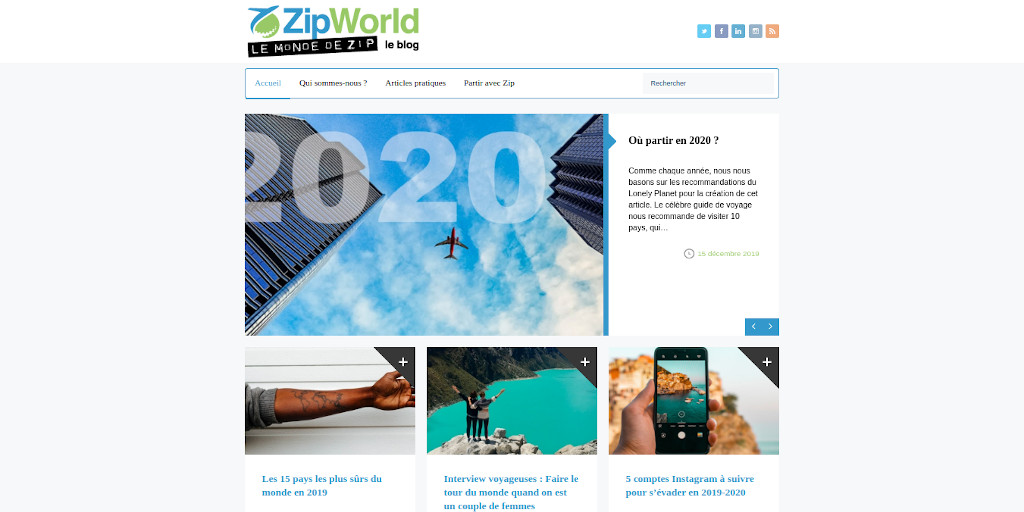 ZipWorld
LE MONDE DE ZIP
le blog
Accueil
Qui sommes-nous ?
Articles pratiques
Partir avec Zip
Rechercher
2020
Où partir en 2020 ?
Comme chaque année, nous nous
basons sur les recommandations du
Lonely Planet pour la création de cet
article. Le célèbre guide de voyage
nous recommande de visiter 10
pays, qui…
15 décembre 2019
Les 15 pays les plus sûrs du
monde en 2019
Interview voyageuses : Faire le
tour du monde quand on est
un couple de femmes
5 comptes Instagram à suivre
pour s’évader en 2019-2020